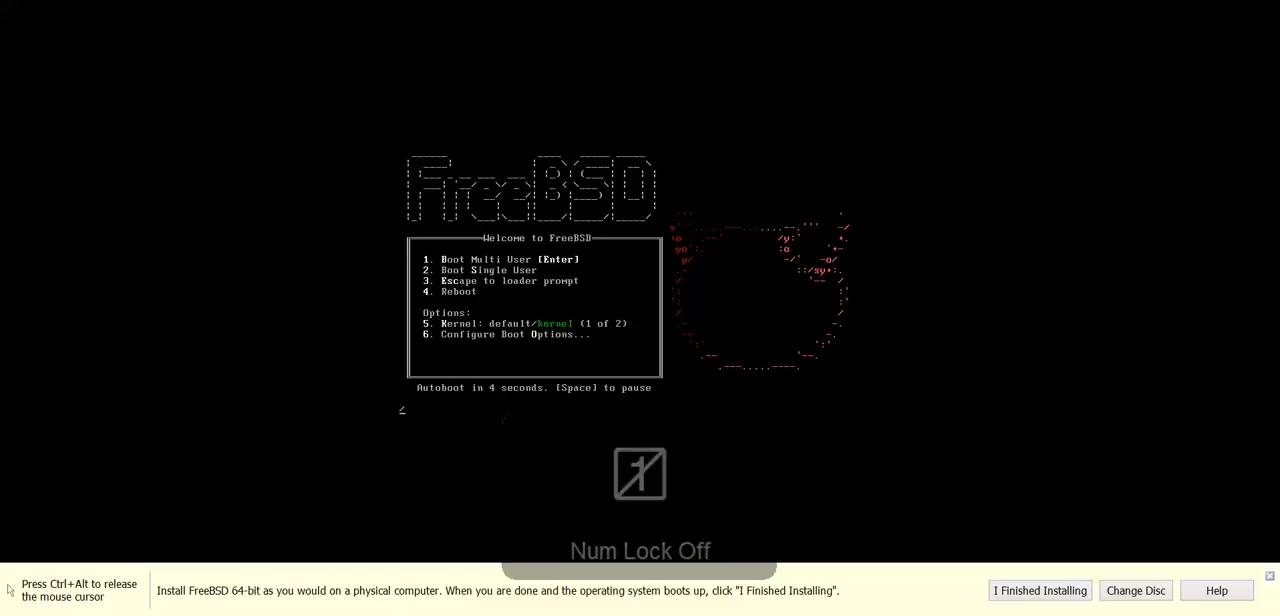 FreeBSD
Welcome to FreeBSD
1. Boot Multi User [Enter]
2. Boot Single User
3. Escape to loader prompt
4. Reboot
Options:
5. Kernel: default/kernel (1 of 2)
6. Configure Boot Options...
Autoboot in 4 seconds. [Space] to pause
1
Num Lock Off
Press Ctrl+Alt to release
the mouse cursor
Install FreeBSD 64-bit as you would on a physical computer. When you are done and the operating system boots up, click "I Finished Installing".
I Finished Installing
Change Disc
Help